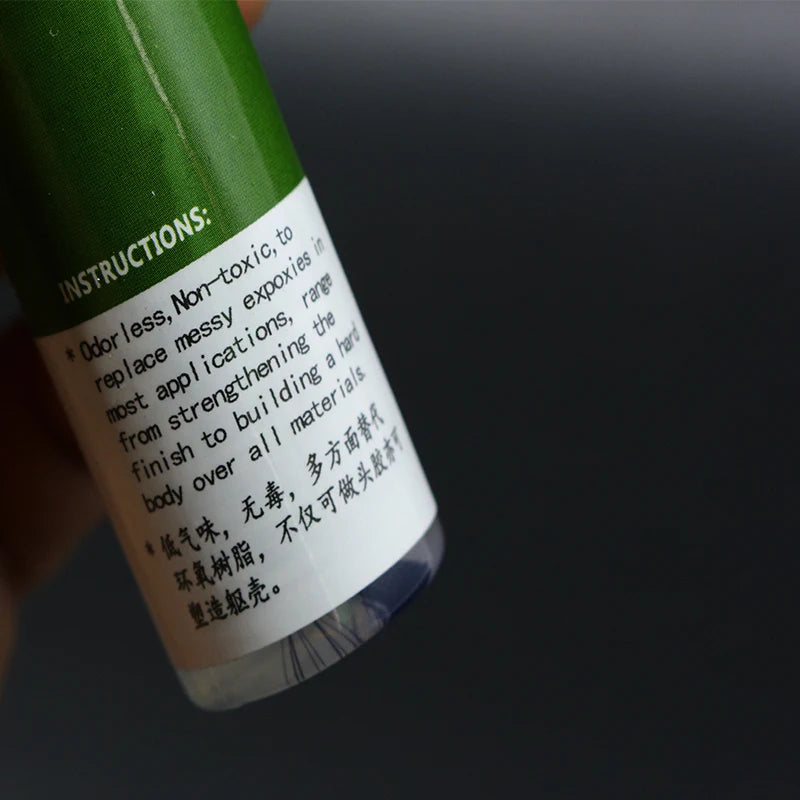 INSTRUCTIONS:
* Odorless, Non-toxic, to
replace messy expoxies in
most applications, range
from strengthening the
finish to building a hard
body over all materials.
* 低气味, 无毒, 多方面替代
环氧树脂, 不仅可做头胶亦可
塑造躯壳。